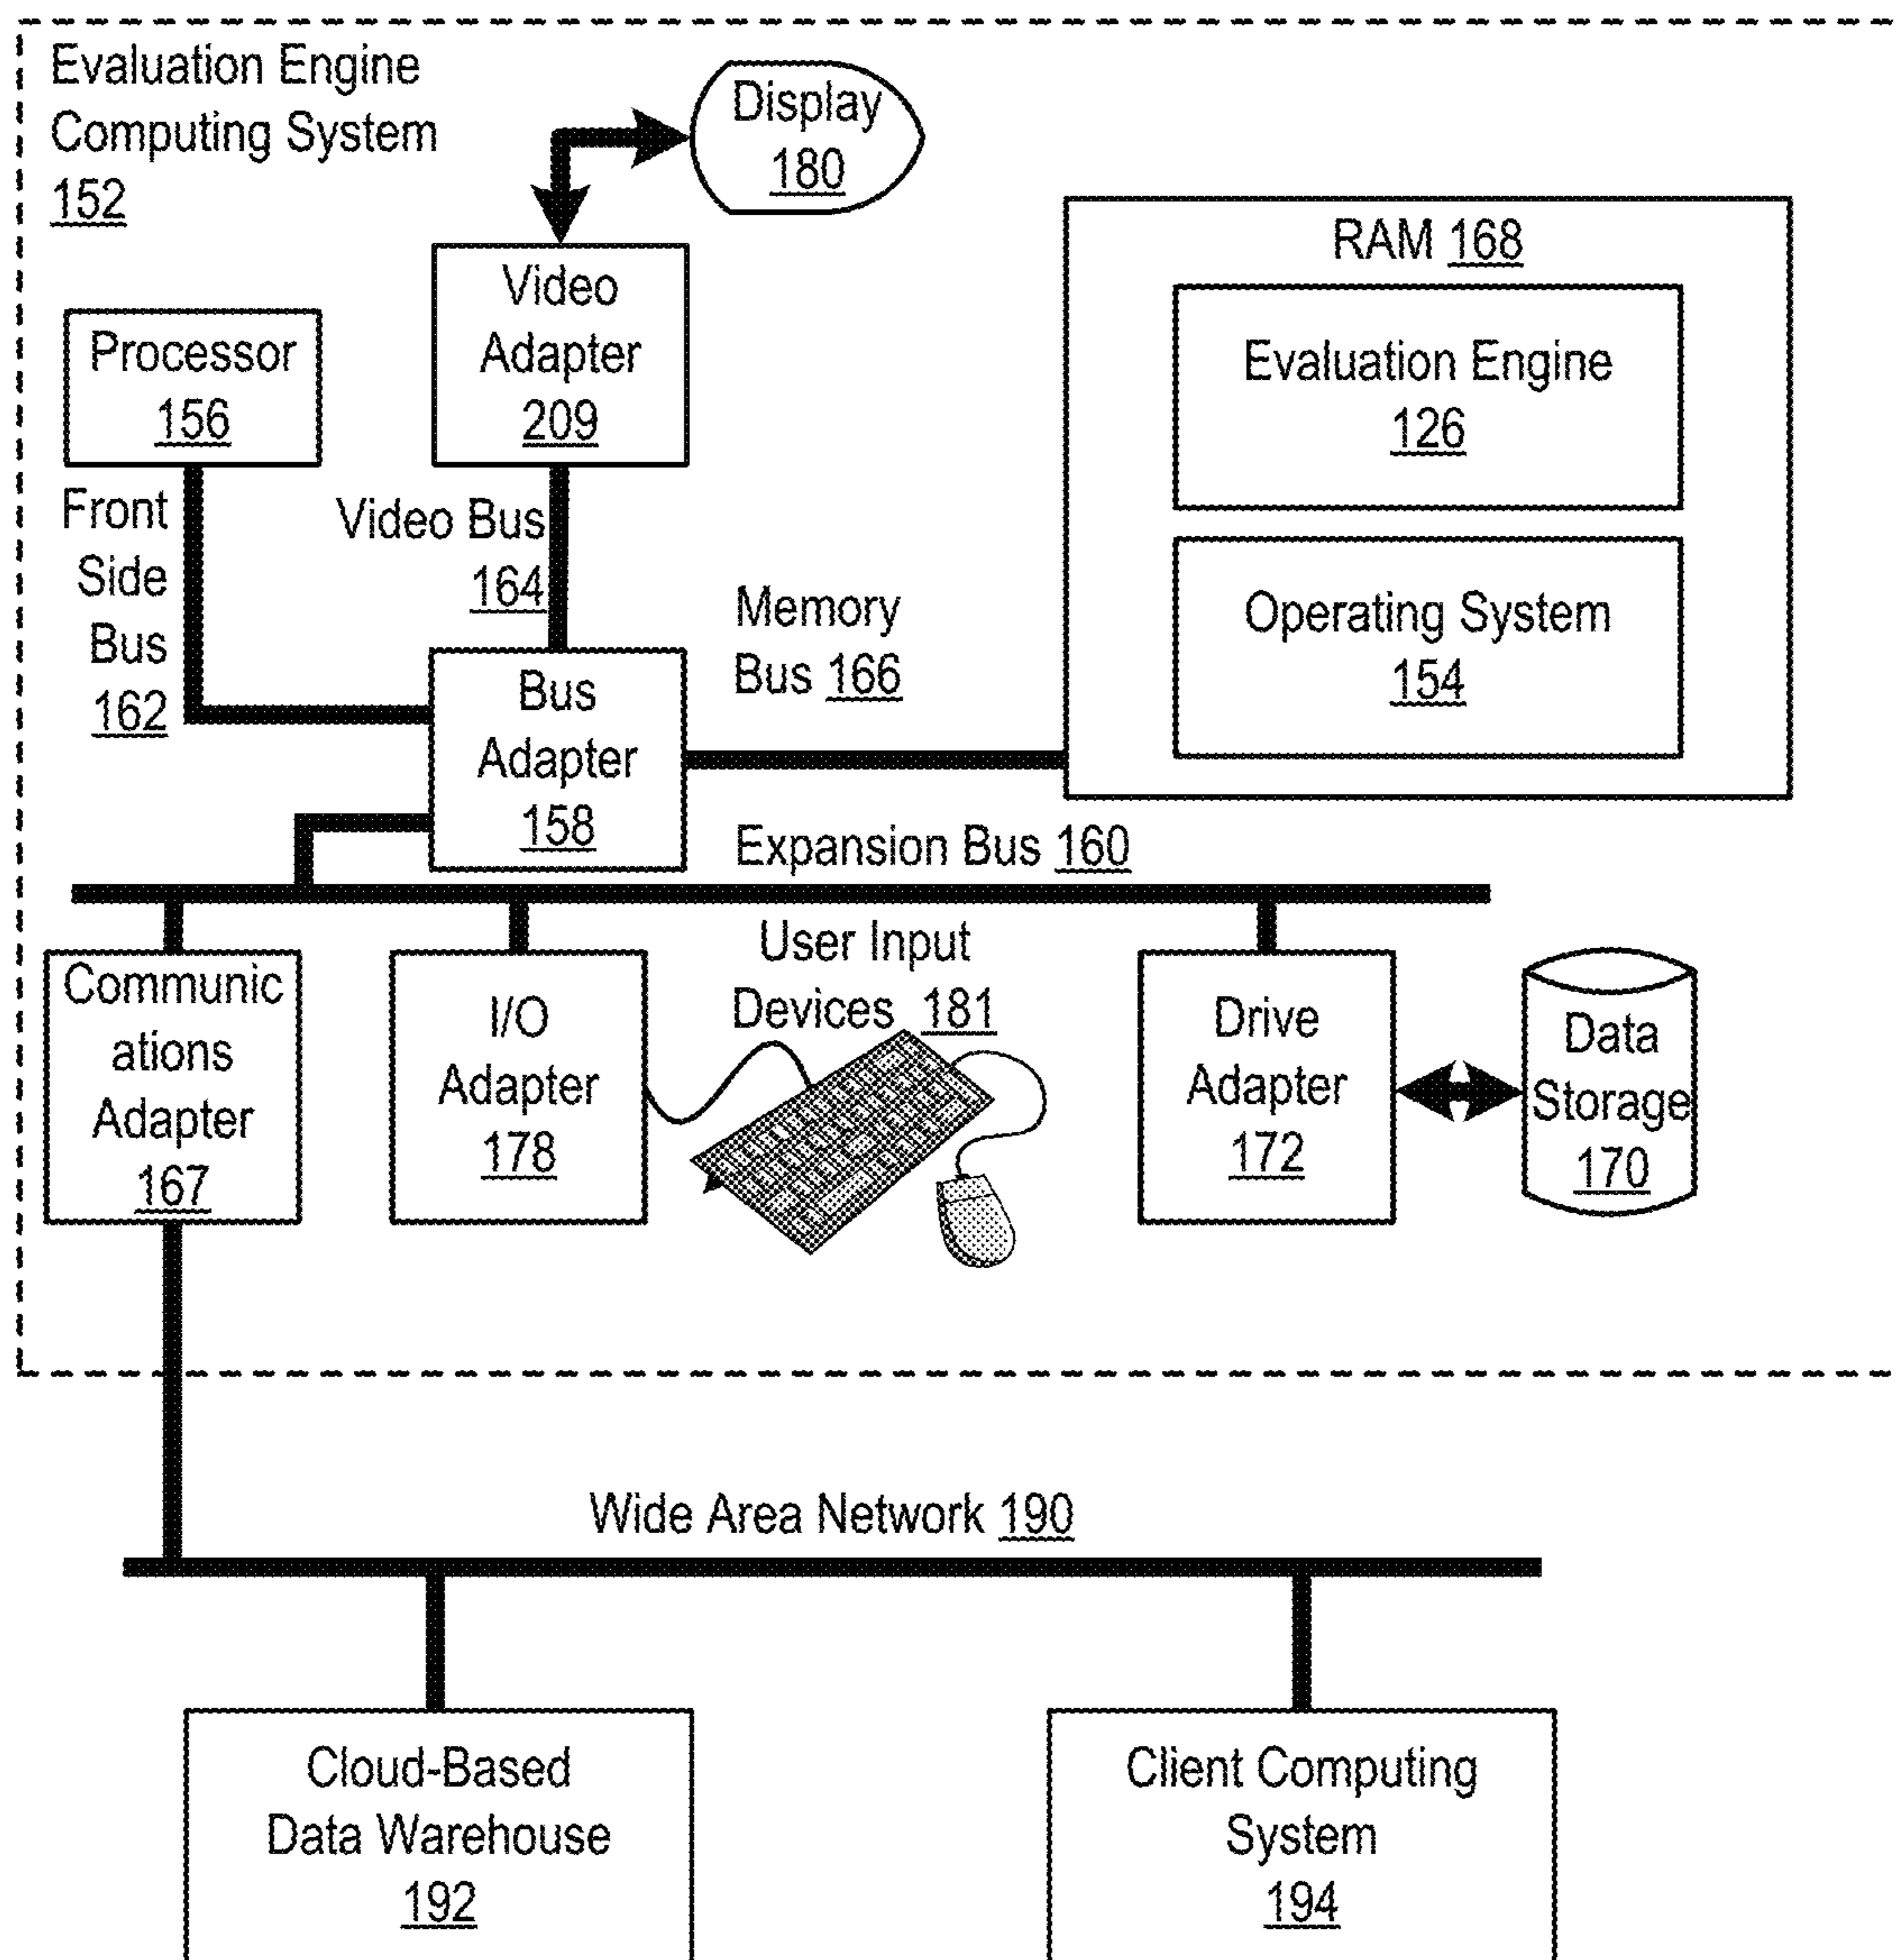 Evaluation Engine
Computing System
152
Display
180
Video
Adapter
209
Processor
156
RAM 168
Evaluation Engine
126
Operating System
154
Front
Side
Bus
162
Video Bus
164
Memory
Bus 166
Bus
Adapter
158
Expansion Bus 160
Communic
ations
Adapter
167
I/O
Adapter
178
User Input
Devices 181
Drive
Adapter
172
Data
Storage
170
Wide Area Network 190
Cloud-Based
Data Warehouse
192
Client Computing
System
194